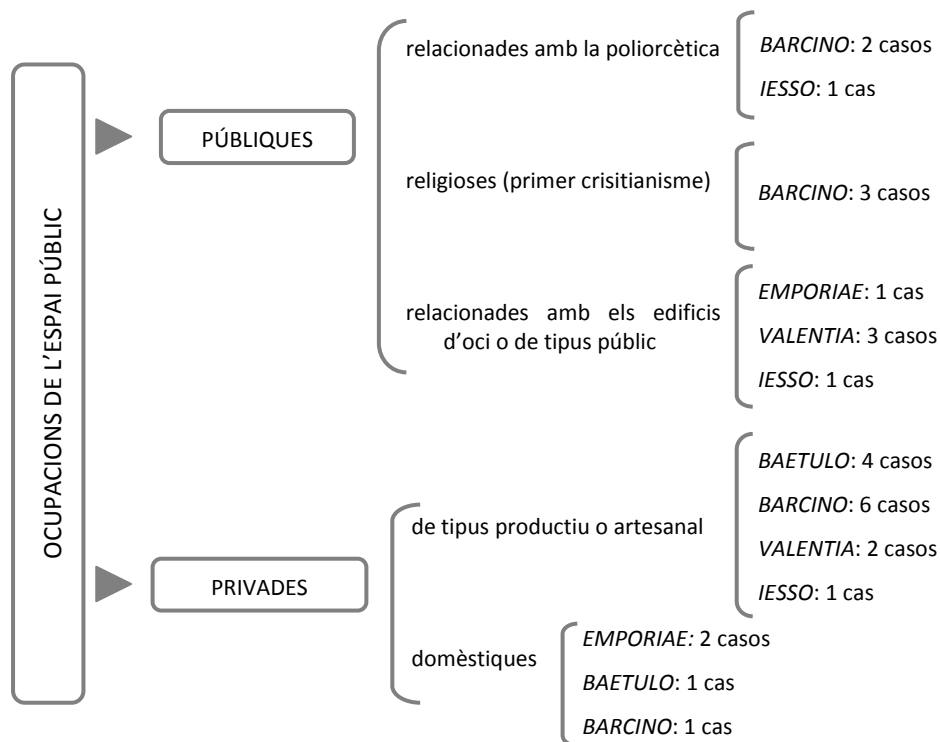 OCUPACIONS DE L'ESPAI PÚBLIC
PÚBLIQUES
relacionades amb la poliorcètica
BARCINO: 2 casos
IESSO: 1 cas
religioses (primer crisitianisme)
BARCINO: 3 casos
relacionades amb els edificis
d'oci o de tipus públic
EMPORIAE: 1 cas
VALENTIA: 3 casos
IESSO: 1 cas
PRIVADES
de tipus productiu o artesanal
BAETULO: 4 casos
BARCINO: 6 casos
VALENTIA: 2 casos
IESSO: 1 cas
domèstiques
EMPORIAE: 2 casos
BAETULO: 1 cas
BARCINO: 1 cas